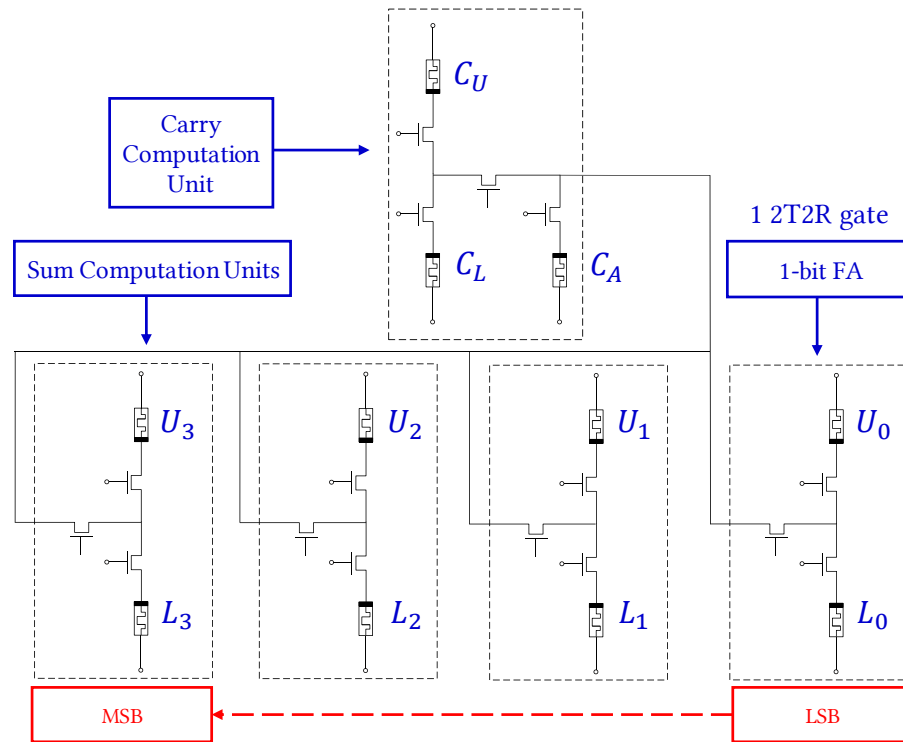 C_U
Carry
Computation
Unit
1 2T2R gate
Sum Computation Units
C_L
C_A
1-bit FA
U_3
U_2
U_1
U_0
L_3
L_2
L_1
L_0
MSB
LSB